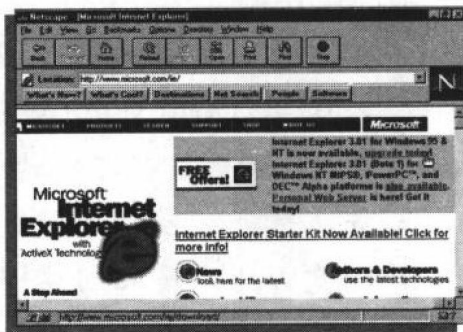 Netscape - [Microsoft Internet Explorer]
File Edit View Go Bookmarks Options Directory Window Help
Back Home Reload Open Print Find Stop
Location: http://www.microsoft.com/ie/
What's New? What's Cool? Destinations Net Search People Software
N
MICROSOFT PRODUCTS SEARCH SUPPORT SHOP WRITE US Microsoft
Internet Explorer 3.01 for Windows 95 &
NT is now available, upgrade today!
Internet Explorer 3.01 (Beta 1) for
Windows NT MIPS®, PowerPC™, and
DEC™ Alpha platforms is also available.
Personal Web Server is here! Get it
today!
FREE
Offers!
Microsoft
Internet
Explorer
with
ActiveX Technology
A Step Ahead
Internet Explorer Starter Kit Now Available! Click for
more info!
News
look here for the latest
Authors & Developers
use the latest technologies
http://www.microsoft.com/ie/download/